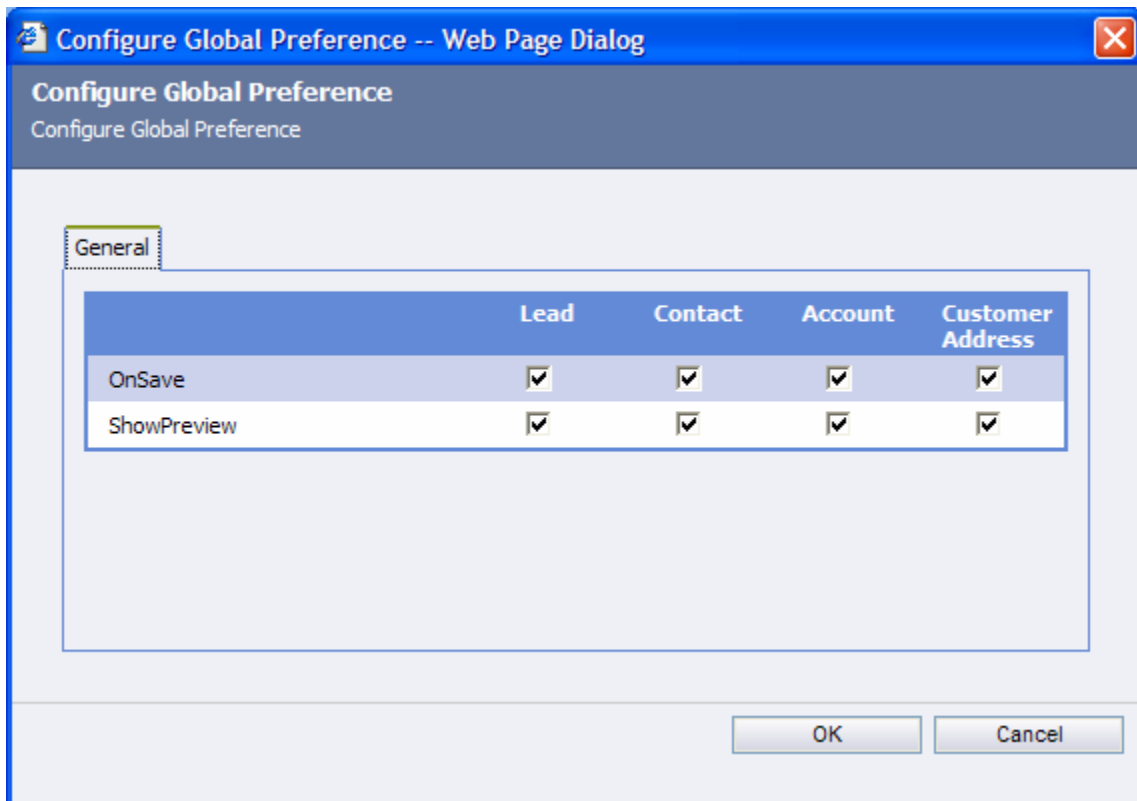 Configure Global Preference -- Web Page Dialog
Configure Global Preference
Configure Global Preference
General
Lead Contact Account Customer
Address
OnSave
ShowPreview
OK Cancel